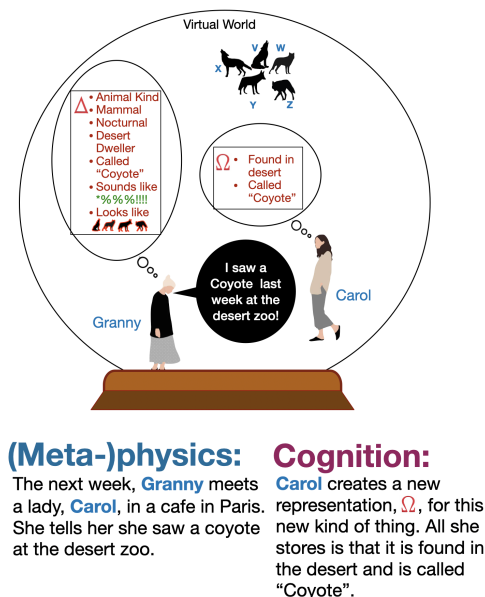 Virtual World
V W
X
Y Z
Δ • Animal Kind
• Mammal
• Nocturnal
• Desert
Dweller
• Called
“Coyote”
• Sounds like
*%%%!!!!
• Looks like
Ω • Found in
desert
• Called
“Coyote”
I saw a
Coyote last
week at the
desert zoo!
Granny
Carol
(Meta-)physics:
The next week, Granny meets
a lady, Carol, in a cafe in Paris.
She tells her she saw a coyote
at the desert zoo.
Cognition:
Carol creates a new
representation, Ω, for this
new kind of thing. All she
stores is that it is found in
the desert and is called
“Coyote”.